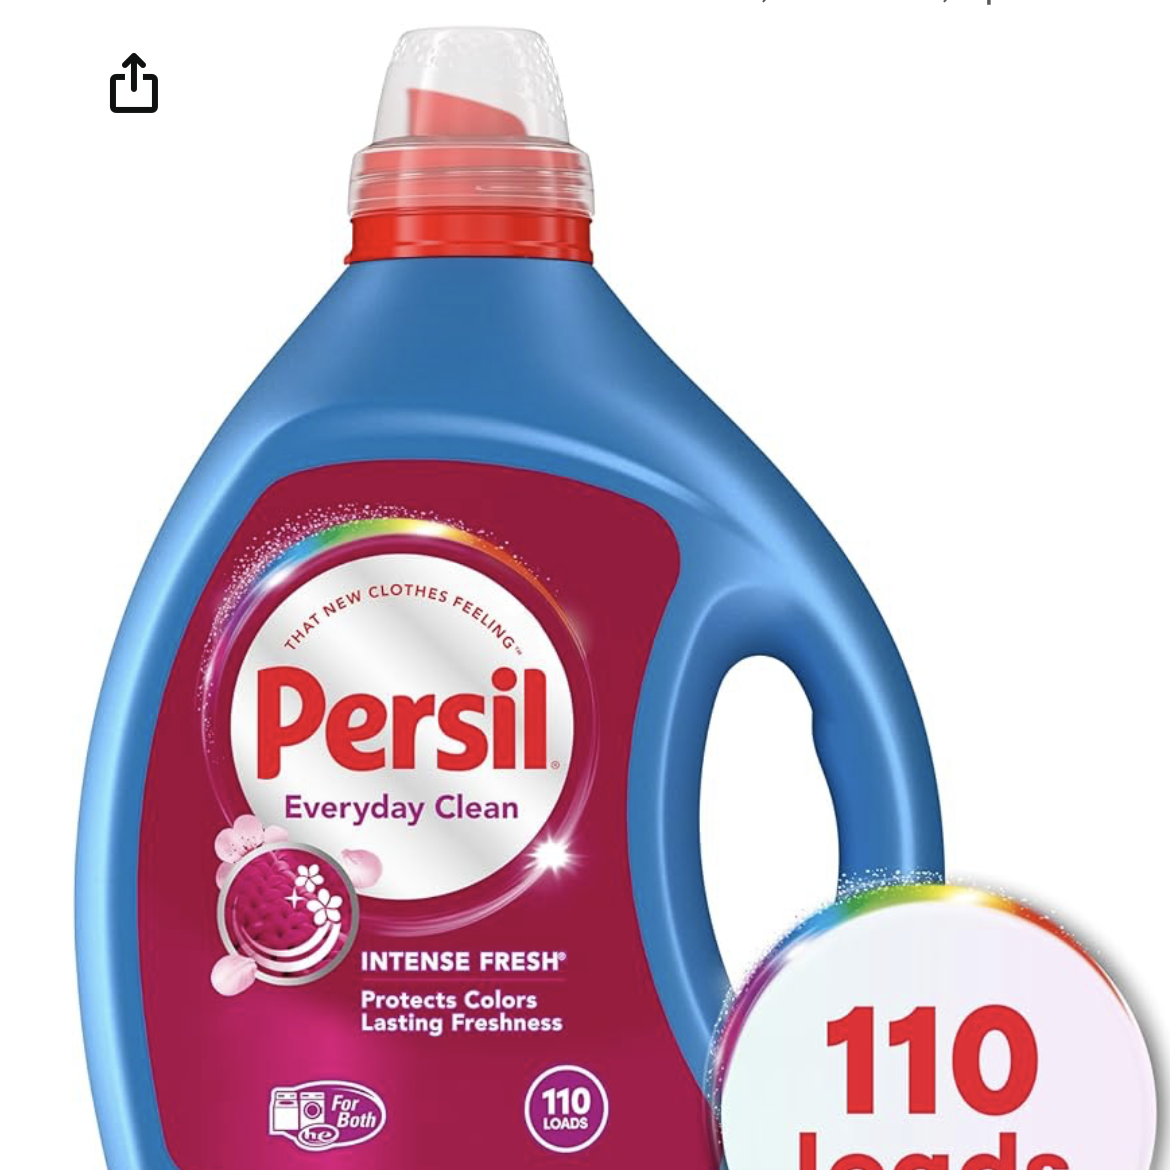 THAT NEW CLOTHES FEELING™
Persil®
Everyday Clean
INTENSE FRESH®
Protects Colors
Lasting Freshness
For
Both
he
110
LOADS
110
loads